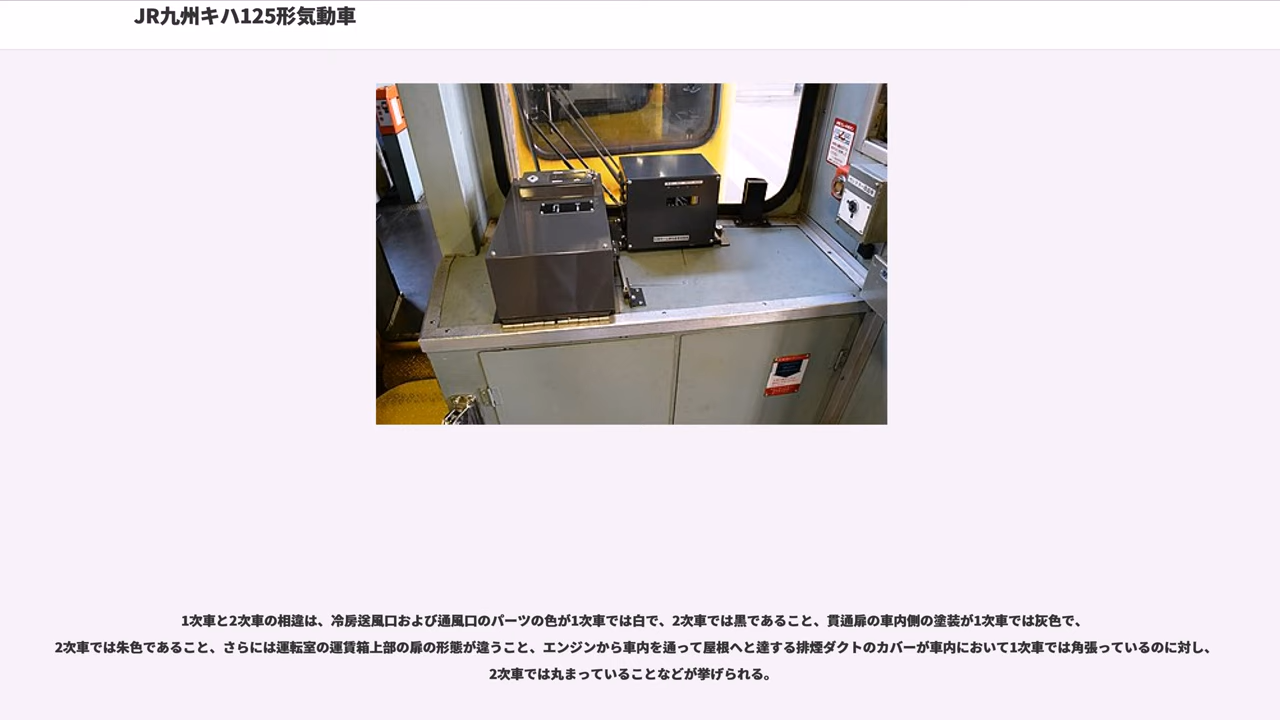 JR九州キハ125形気動車
1次車と2次車の相違は、冷房送風口および通風口のパーツの色が1次車では白で、2次車では黒であること、貫通扉の車内側の塗装が1次車では灰色で、
2次車では朱色であること、さらには運転室の運賃箱上部の扉の形態が違うこと、エンジンから車内を通って屋根へと達する排煙ダクトのカバーが車内において1次車では角張っているのに対し、
2次車では丸まっていることなどが挙げられる。